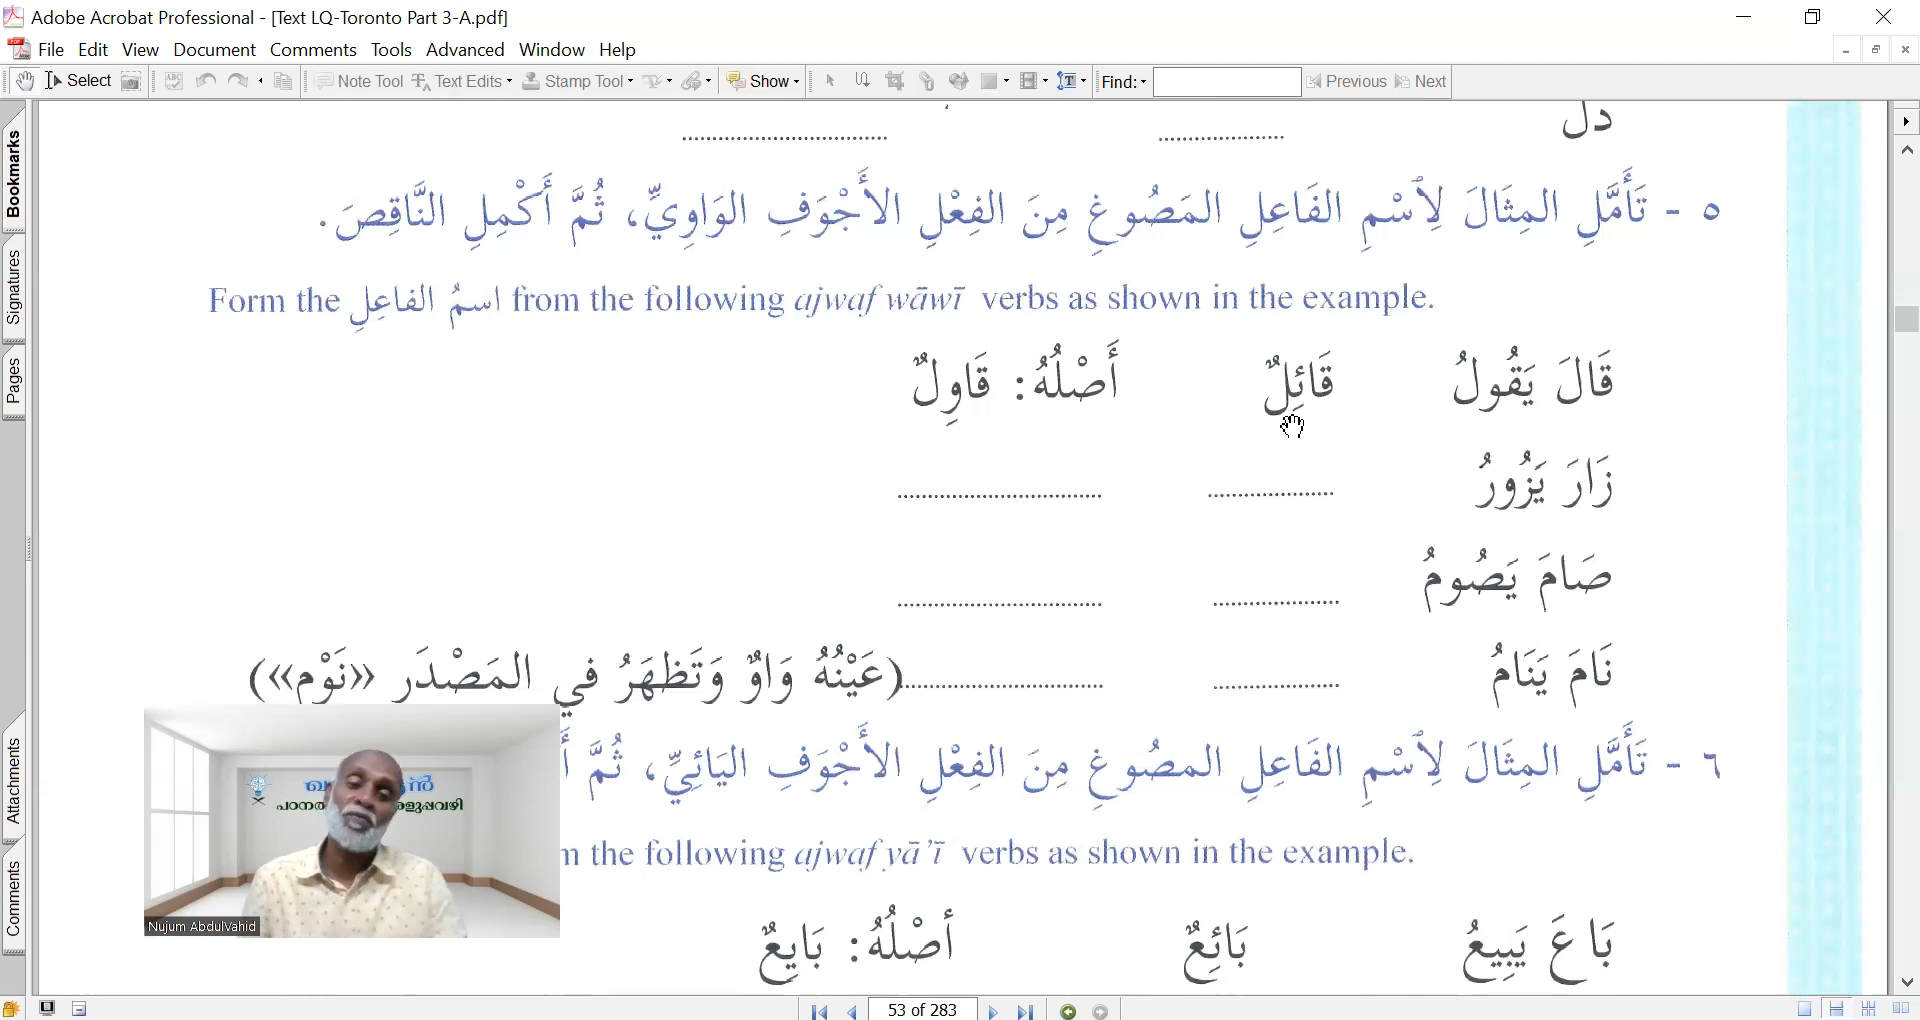 Adobe Acrobat Professional - [Text LQ-Toronto Part 3-A.pdf]
File Edit View Document Comments Tools Advanced Window Help
Select Note Tool Text Edits Stamp Tool Show Find: Previous Next
Bookmarks
Signatures
Pages
Attachments
Comments
دل .................... ................................
٥ - تَأَمَّلِ المِثَالَ لِاسْمِ الفَاعِلِ المَصُوغِ مِنَ الفِعْلِ الأَجْوَفِ الوَاوِيِّ، ثُمَّ أَكْمِلِ النَّاقِصَ.
Form the اسمُ الفاعِلِ from the following ajwaf wāwī verbs as shown in the example.
قَالَ يَقُولُ قَائِلٌ أَصْلُهُ: قَاوِلٌ
زَارَ يَزُورُ .................... ................................
صَامَ يَصُومُ .................... ................................
نَامَ يَنَامُ .................... ................................(عَيْنُهُ وَاوٌ وَتَظْهَرُ في المَصْدَر «نَوْم»)
٦ - تَأَمَّلِ المِثَالَ لِاسْمِ الفَاعِلِ المصُوغِ مِنَ الفِعْلِ الأَجْوَفِ اليَائِيِّ، ثُمَّ
the following ajwaf yā'ī verbs as shown in the example.
بَاعَ يَبِيعُ بَائِعٌ أَصْلُهُ: بَايِعٌ
Nujum AbdulVahid
53 of 283